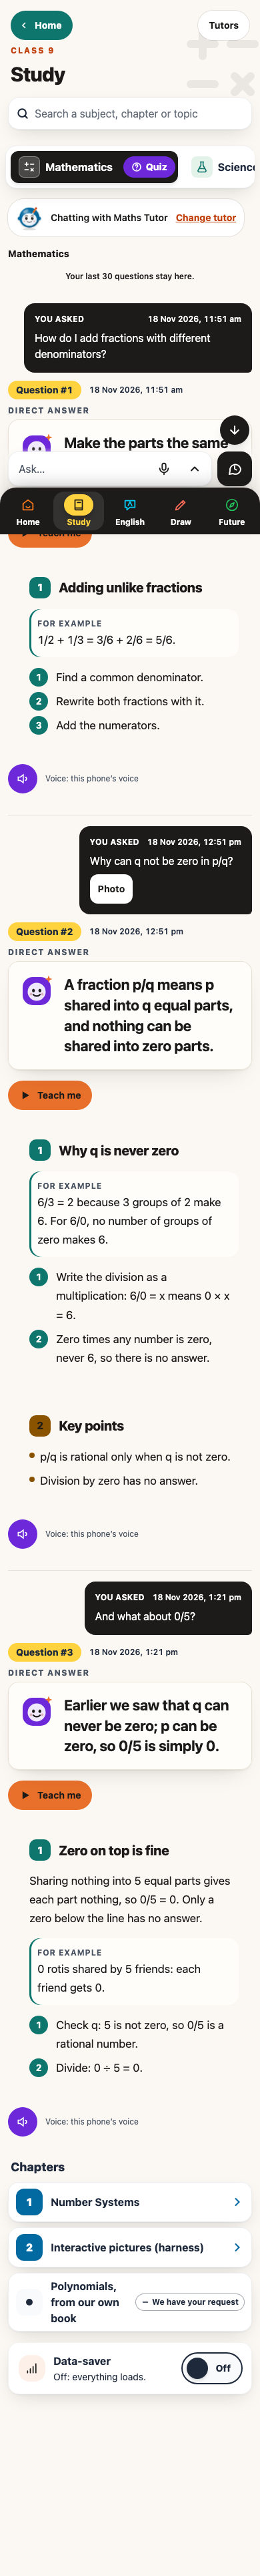 Home
Tutors
CLASS 9
Study
Search a subject, chapter or topic
Mathematics
Quiz
Science
Chatting with Maths Tutor Change tutor
Mathematics
Your last 30 questions stay here.
YOU ASKED 18 Nov 2026, 11:51 am
How do I add fractions with different
denominators?
Question #1 18 Nov 2026, 11:51 am
DIRECT ANSWER
Make the parts the same
Ask...
Home
Study
English
Draw
Future
Teach me
1 Adding unlike fractions
FOR EXAMPLE
1/2 + 1/3 = 3/6 + 2/6 = 5/6.
1 Find a common denominator.
2 Rewrite both fractions with it.
3 Add the numerators.
Voice: this phone's voice
YOU ASKED 18 Nov 2026, 12:51 pm
Why can q not be zero in p/q?
Photo
Question #2 18 Nov 2026, 12:51 pm
DIRECT ANSWER
A fraction p/q means p
shared into q equal parts,
and nothing can be
shared into zero parts.
Teach me
1 Why q is never zero
FOR EXAMPLE
6/3 = 2 because 3 groups of 2 make
6. For 6/0, no number of groups of
zero makes 6.
1 Write the division as a
multiplication: 6/0 = x means 0 × x
= 6.
2 Zero times any number is zero,
never 6, so there is no answer.
2 Key points
p/q is rational only when q is not zero.
Division by zero has no answer.
Voice: this phone's voice
YOU ASKED 18 Nov 2026, 1:21 pm
And what about 0/5?
Question #3 18 Nov 2026, 1:21 pm
DIRECT ANSWER
Earlier we saw that q can
never be zero; p can be
zero, so 0/5 is simply 0.
Teach me
1 Zero on top is fine
Sharing nothing into 5 equal parts gives
each part nothing, so 0/5 = 0. Only a
zero below the line has no answer.
FOR EXAMPLE
0 rotis shared by 5 friends: each
friend gets 0.
1 Check q: 5 is not zero, so 0/5 is a
rational number.
2 Divide: 0 ÷ 5 = 0.
Voice: this phone's voice
Chapters
1 Number Systems
2 Interactive pictures (harness)
Polynomials,
from our own
book
We have your request
Data-saver
Off: everything loads.
Off